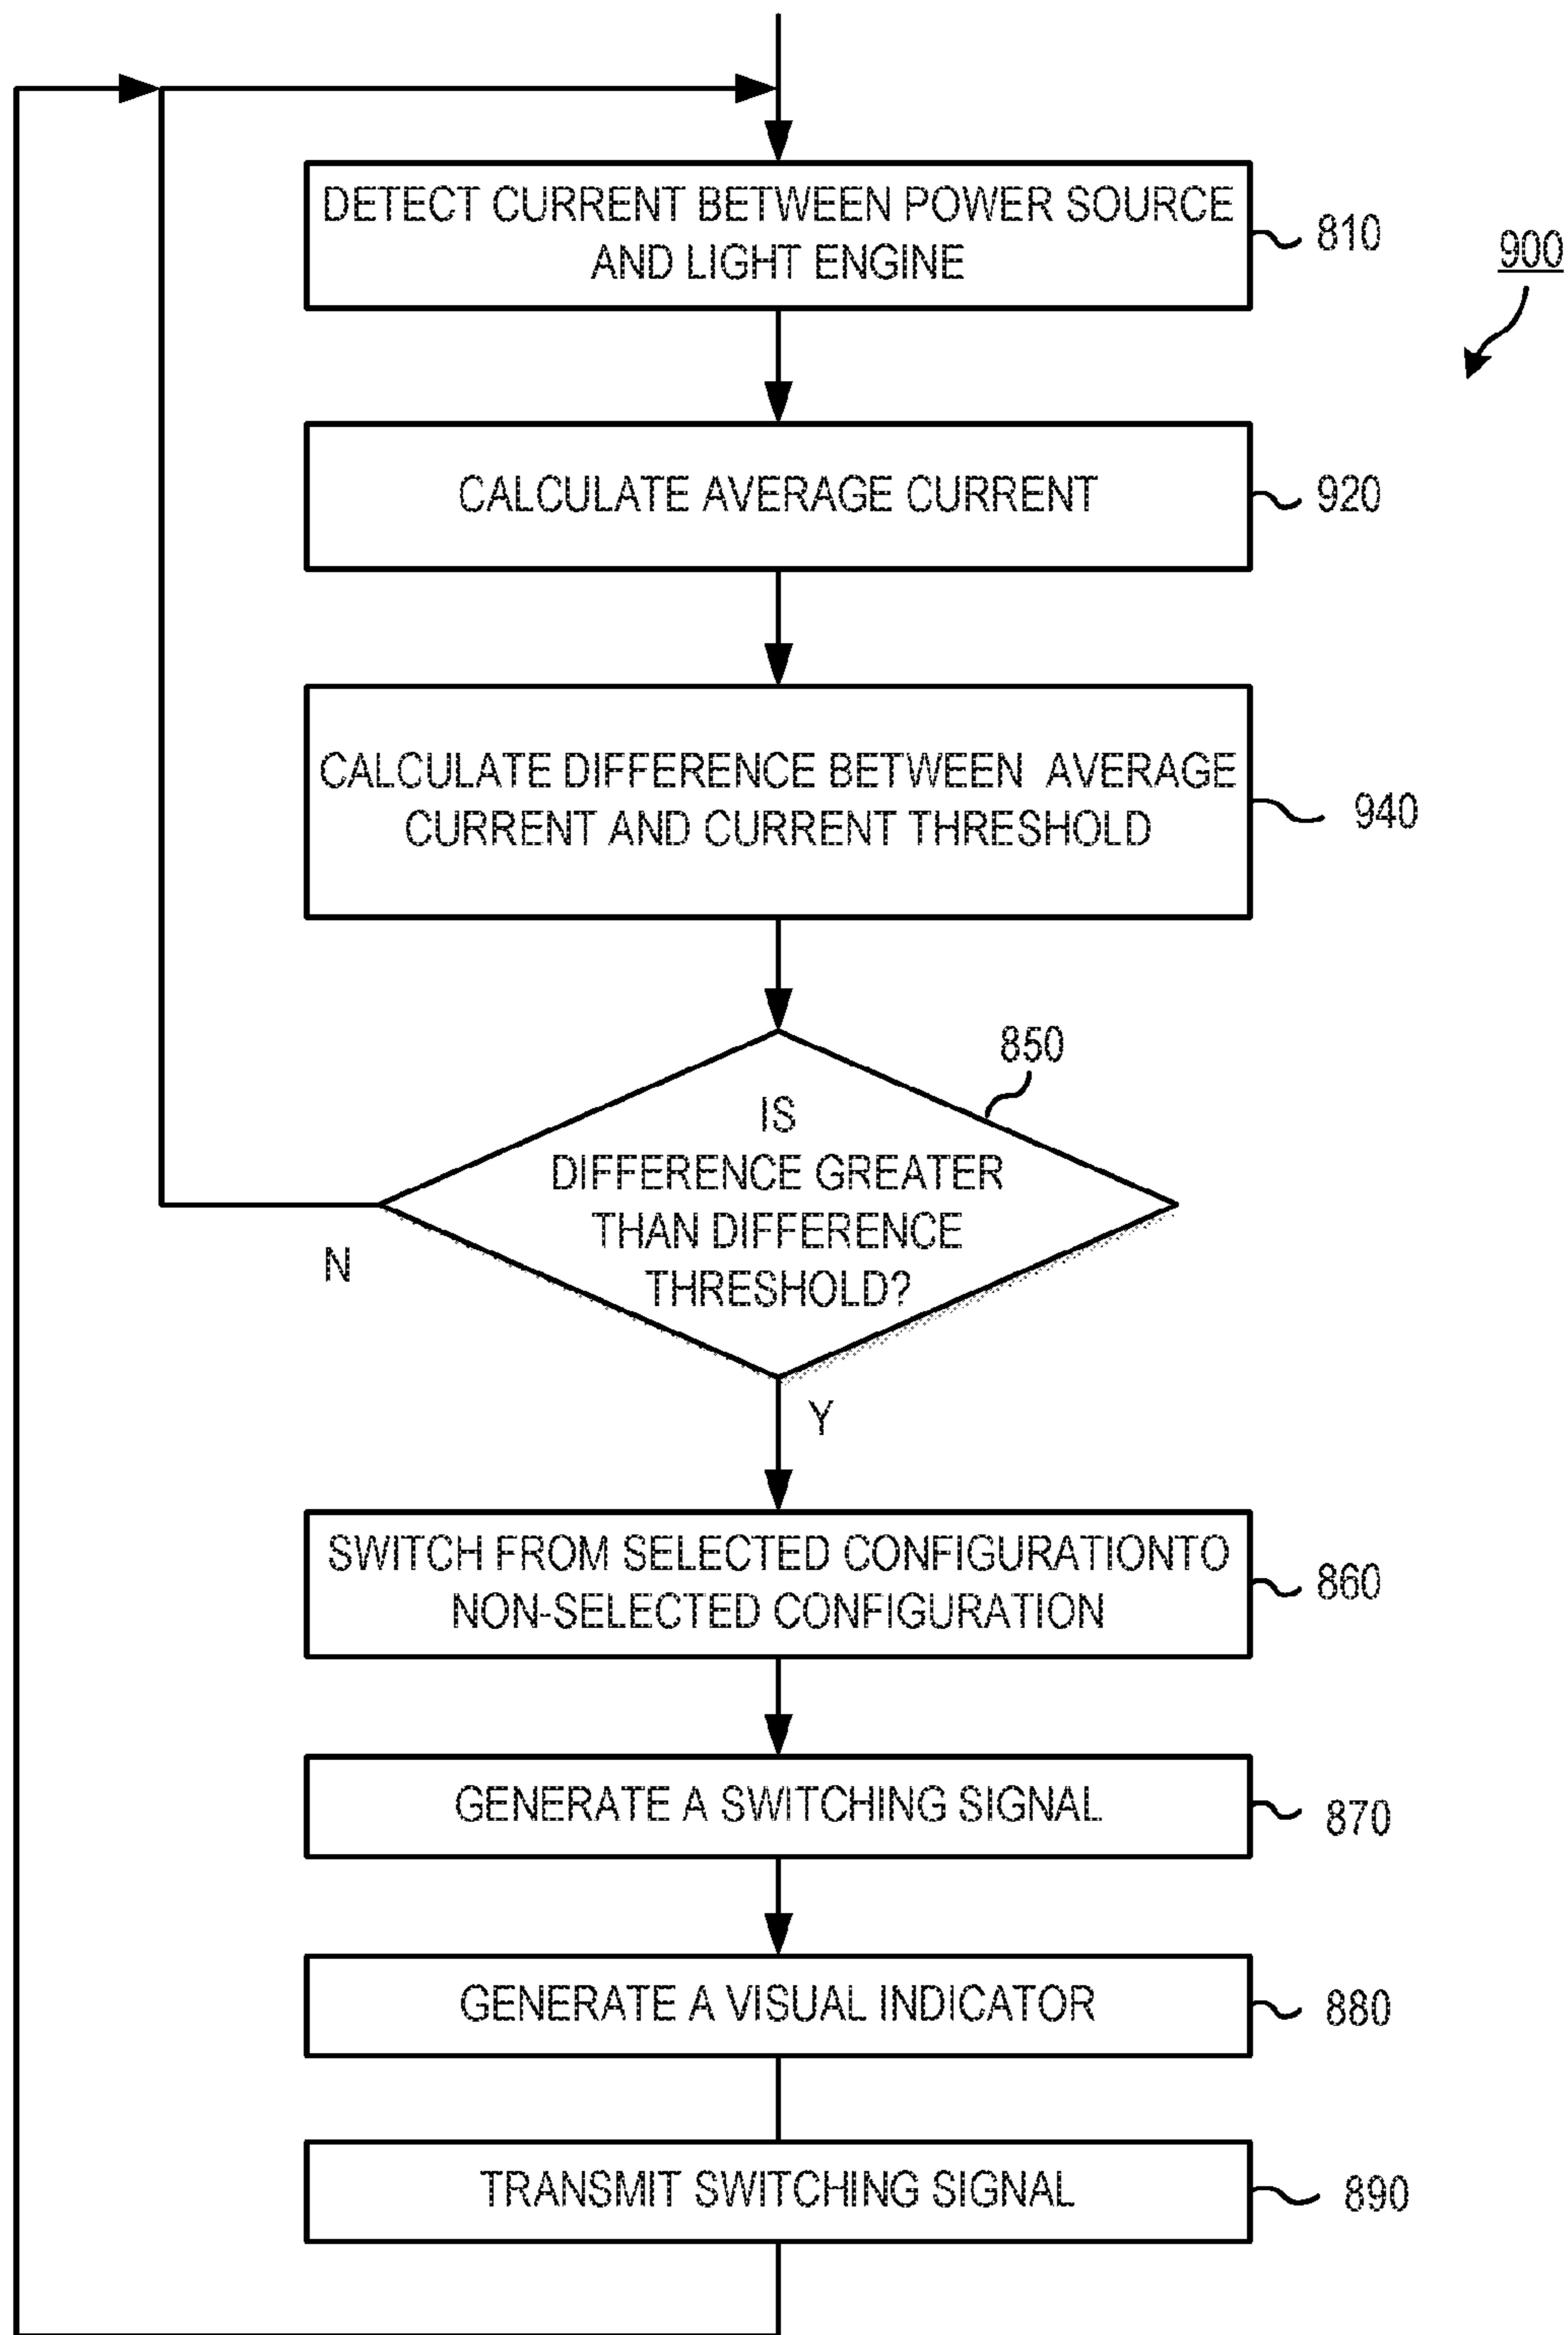 DETECT CURRENT BETWEEN POWER SOURCE
AND LIGHT ENGINE
810
900
CALCULATE AVERAGE CURRENT
920
CALCULATE DIFFERENCE BETWEEN AVERAGE
CURRENT AND CURRENT THRESHOLD
940
850
IS
DIFFERENCE GREATER
THAN DIFFERENCE
THRESHOLD?
N
Y
SWITCH FROM SELECTED CONFIGURATIONTO
NON-SELECTED CONFIGURATION
860
GENERATE A SWITCHING SIGNAL
870
GENERATE A VISUAL INDICATOR
880
TRANSMIT SWITCHING SIGNAL
890